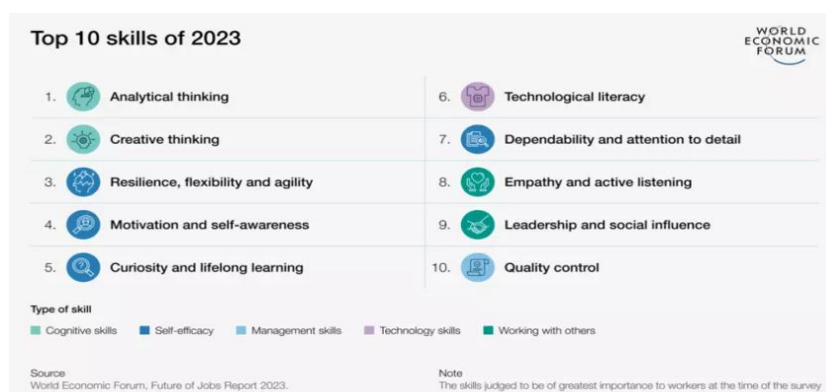 Top 10 skills of 2023
WORLD
ECONOMIC
FORUM
1. Analytical thinking
2. Creative thinking
3. Resilience, flexibility and agility
4. Motivation and self-awareness
5. Curiosity and lifelong learning
6. Technological literacy
7. Dependability and attention to detail
8. Empathy and active listening
9. Leadership and social influence
10. Quality control
Type of skill
Cognitive skills Self-efficacy Management skills Technology skills Working with others
Source
World Economic Forum, Future of Jobs Report 2023.
Note
The skills judged to be of greatest importance to workers at the time of the survey